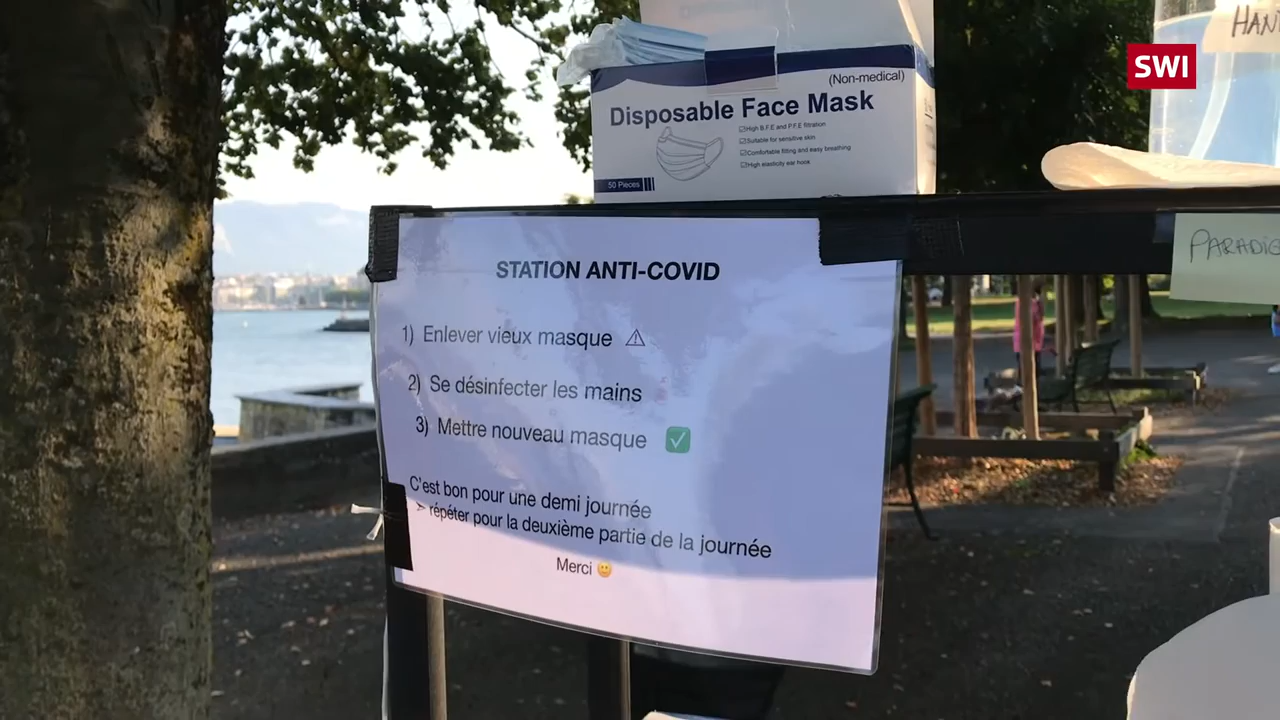 HAN
SWI
(Non-medical)
Disposable Face Mask
High B.F.E and P.F.E filtration
Suitable for sensitive skin
Comfortable fitting and easy breathing
High elasticity ear hook
50 Pieces
PARADIG
STATION ANTI-COVID
1) Enlever vieux masque ⚠
2) Se désinfecter les mains
3) Mettre nouveau masque ✅
C'est bon pour une demi journée
➢ répéter pour la deuxième partie de la journée
Merci 🙂